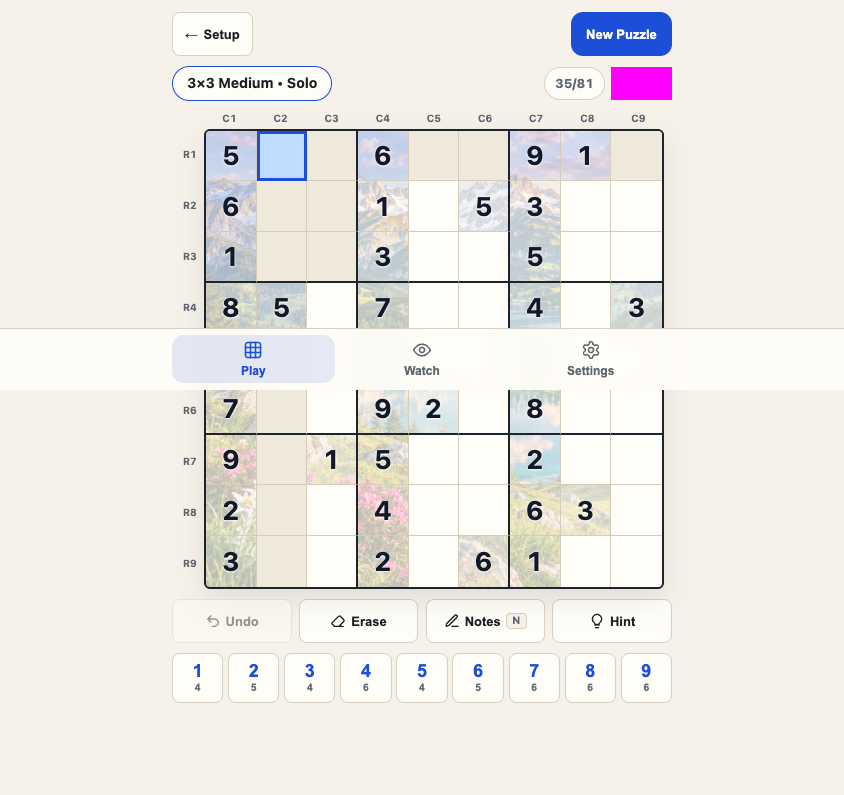 ← Setup
New Puzzle
3×3 Medium • Solo
35/81
C1 C2 C3 C4 C5 C6 C7 C8 C9
R1 5 6 9 1
R2 6 1 5 3
R3 1 3 5
R4 8 5 7 4 3
Play Watch Settings
R6 7 9 2 8
R7 9 1 5 2
R8 2 4 6 3
R9 3 2 6 1
Undo Erase Notes N Hint
1 2 3 4 5 6 7 8 9
4 5 4 6 4 5 6 6 6